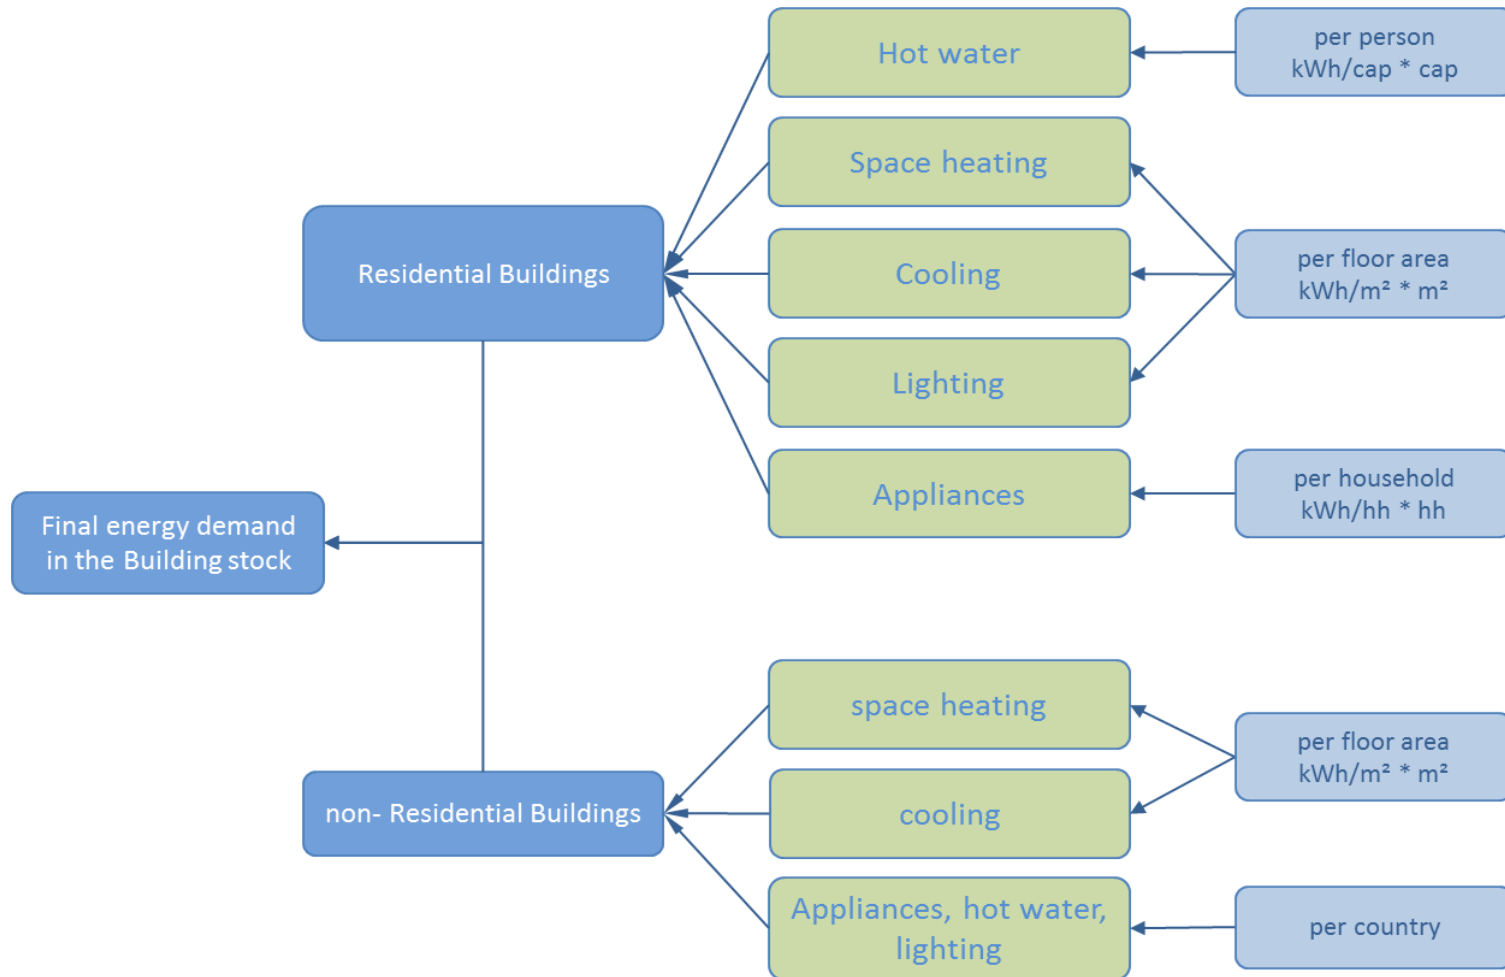 Hot water
per person
kWh/cap * cap
Space heating
Residential Buildings
Cooling
per floor area
kWh/m² * m²
Lighting
Appliances
per household
kWh/hh * hh
Final energy demand
in the Building stock
space heating
per floor area
kWh/m² * m²
non- Residential Buildings
cooling
Appliances, hot water,
lighting
per country